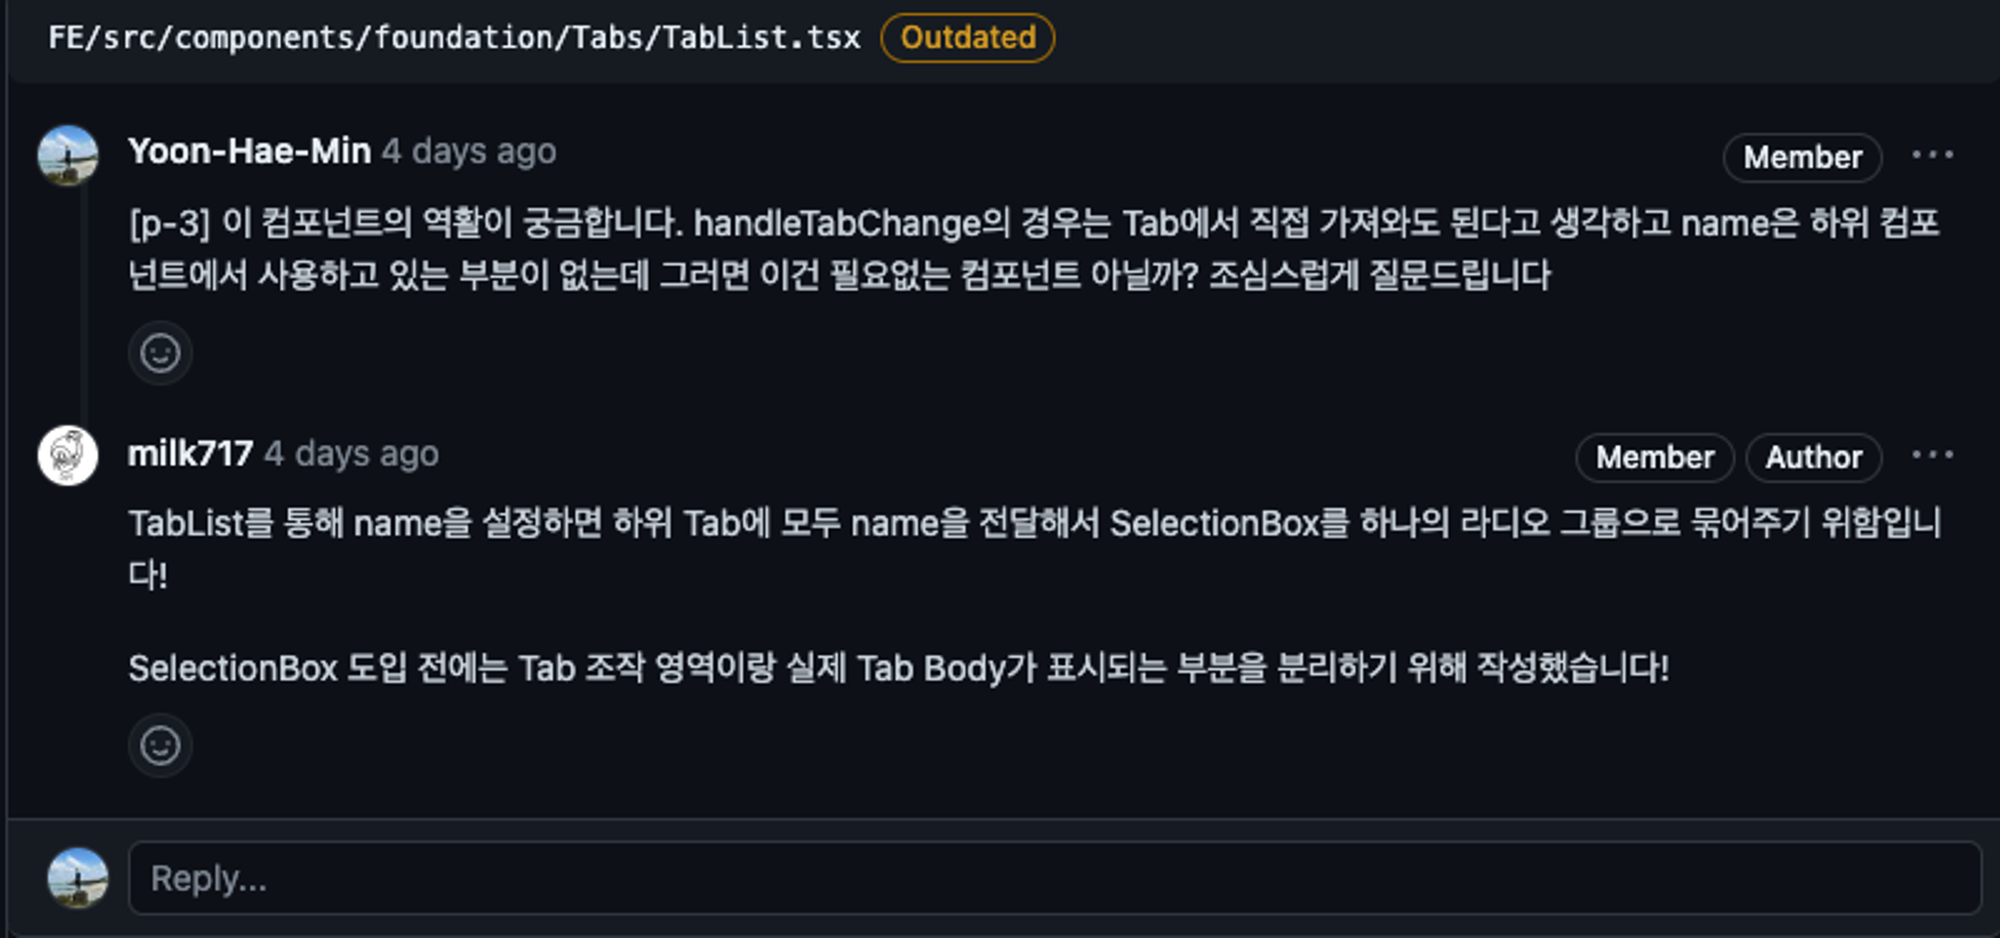 FE/src/components/foundation/Tabs/TabList.tsx Outdated
Yoon-Hae-Min 4 days ago Member ...
[p-3] 이 컴포넌트의 역활이 궁금합니다. handleTabChange의 경우는 Tab에서 직접 가져와도 된다고 생각하고 name은 하위 컴포
넌트에서 사용하고 있는 부분이 없는데 그러면 이건 필요없는 컴포넌트 아닐까? 조심스럽게 질문드립니다
milk717 4 days ago Member Author ...
TabList를 통해 name을 설정하면 하위 Tab에 모두 name을 전달해서 SelectionBox를 하나의 라디오 그룹으로 묶어주기 위함입니
다!
SelectionBox 도입 전에는 Tab 조작 영역이랑 실제 Tab Body가 표시되는 부분을 분리하기 위해 작성했습니다!
Reply...